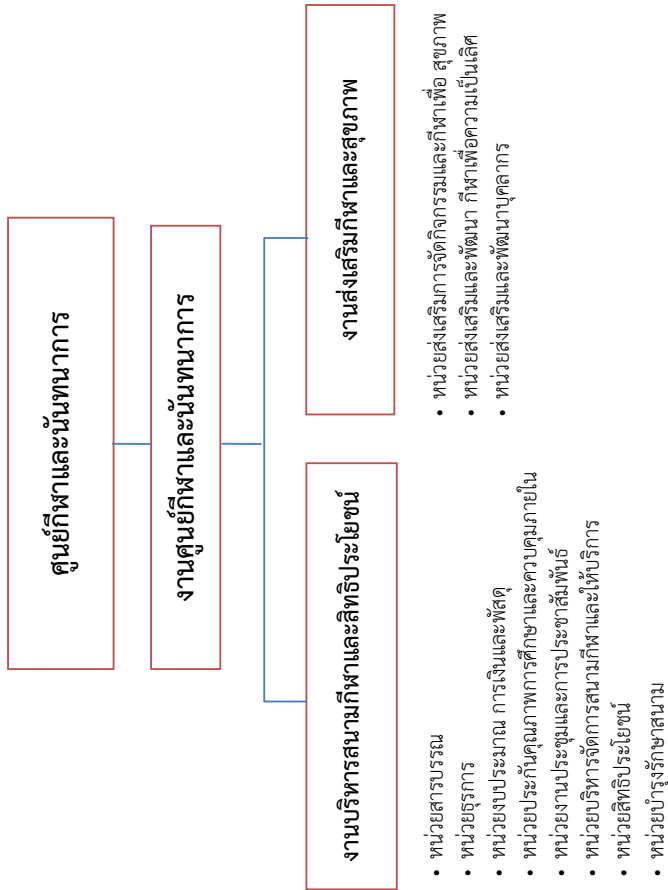 ศูนย์กีฬาและนันทนาการ
งานศูนย์กีฬาและนันทนาการ
งานบริหารสนามกีฬาและสิทธิประโยชน์
• หน่วยสารบรรณ
• หน่วยธุรการ
• หน่วยงบประมาณ การเงินและพัสดุ
• หน่วยประกันคุณภาพการศึกษาและควบคุมภายใน
• หน่วยงานประชุมและการประชาสัมพันธ์
• หน่วยบริหารจัดการสนามกีฬาและให้บริการ
• หน่วยสิทธิประโยชน์
• หน่วยบำรุงรักษาสนาม
งานส่งเสริมกีฬาและสุขภาพ
• หน่วยส่งเสริมการจัดกิจกรรมและกีฬาเพื่อ สุขภาพ
• หน่วยส่งเสริมและพัฒนา กีฬาเพื่อความเป็นเลิศ
• หน่วยส่งเสริมและพัฒนาบุคลากร